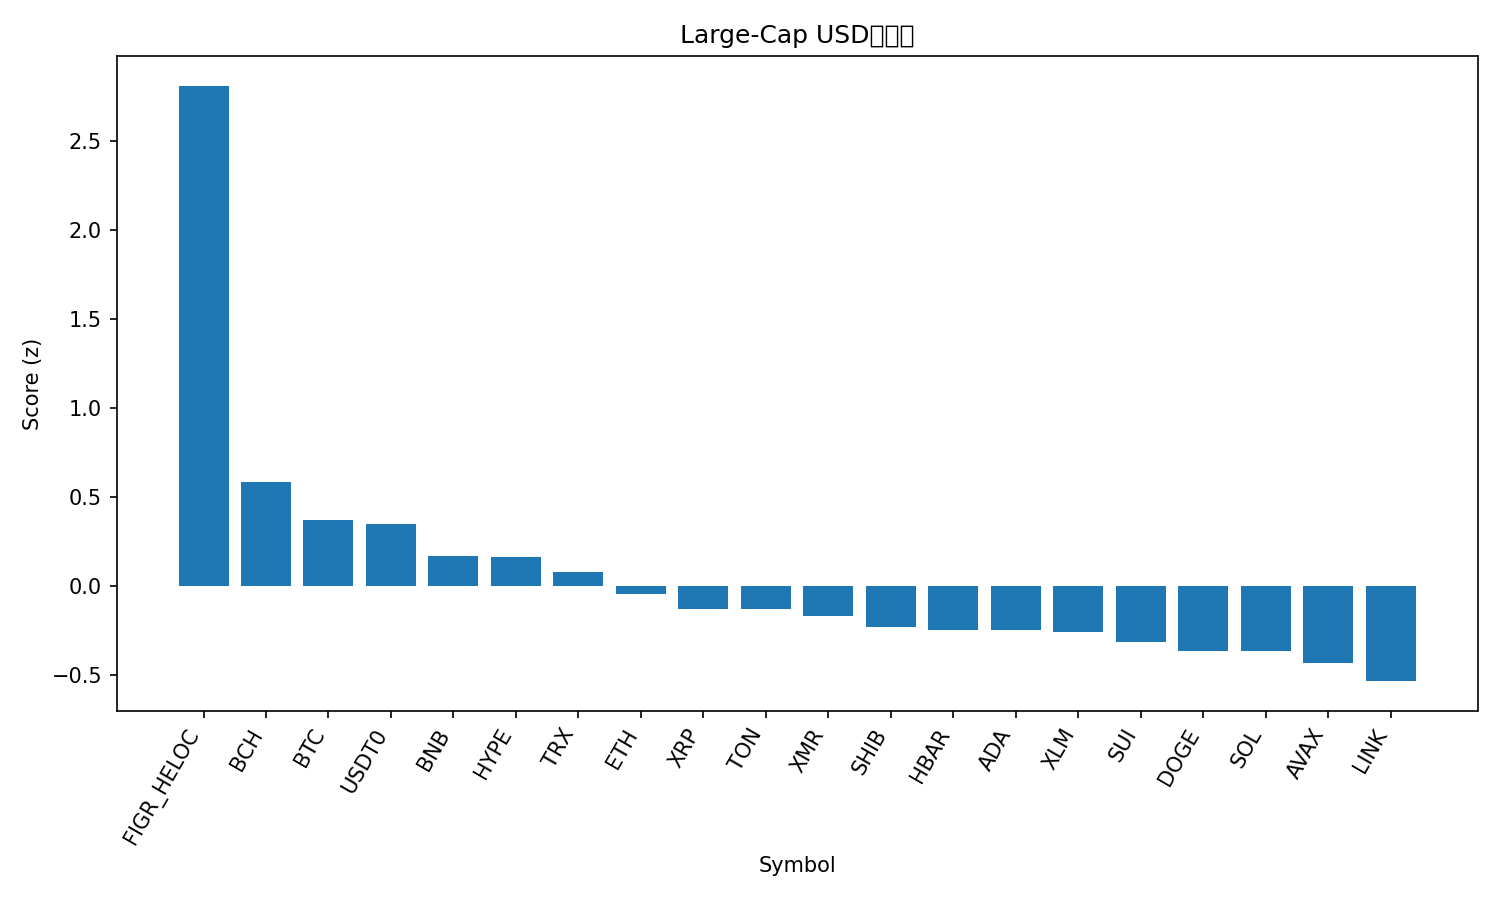 Large-Cap USD
Score (z)
2.5
2.0
1.5
1.0
0.5
0.0
−0.5
FIGR_HELOC
BCH
BTC
USDT0
BNB
HYPE
TRX
ETH
XRP
TON
XMR
SHIB
HBAR
ADA
XLM
SUI
DOGE
SOL
AVAX
LINK
Symbol